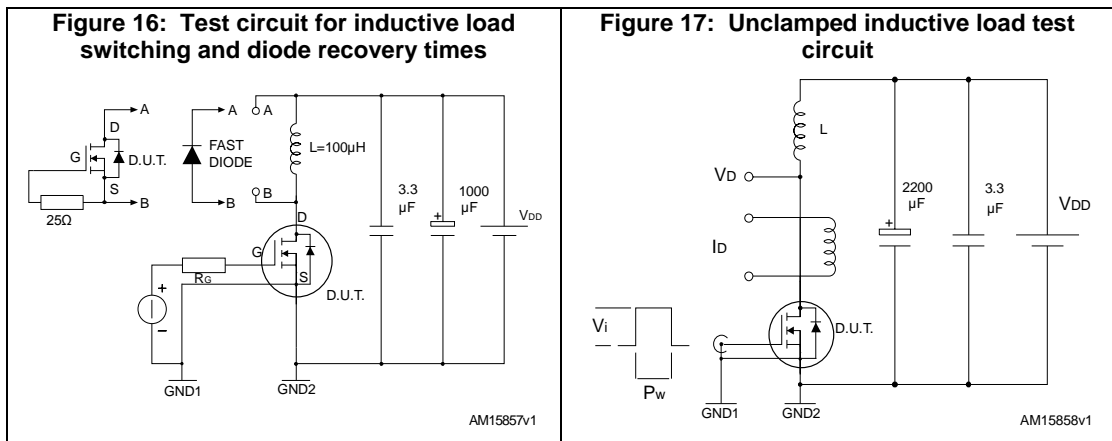 Figure 16: Test circuit for inductive load
switching and diode recovery times
A
D
G
D.U.T.
S
B
25Ω
A
FAST
DIODE
B
A
L=100µH
B
D
3.3
µF
1000
µF
+
VDD
G
RG
S
D.U.T.
+
–
GND1
GND2
AM15857v1
Figure 17: Unclamped inductive load test
circuit
L
VD
2200
µF
+
3.3
µF
VDD
ID
Vi
D.U.T.
Pw
GND1
GND2
AM15858v1